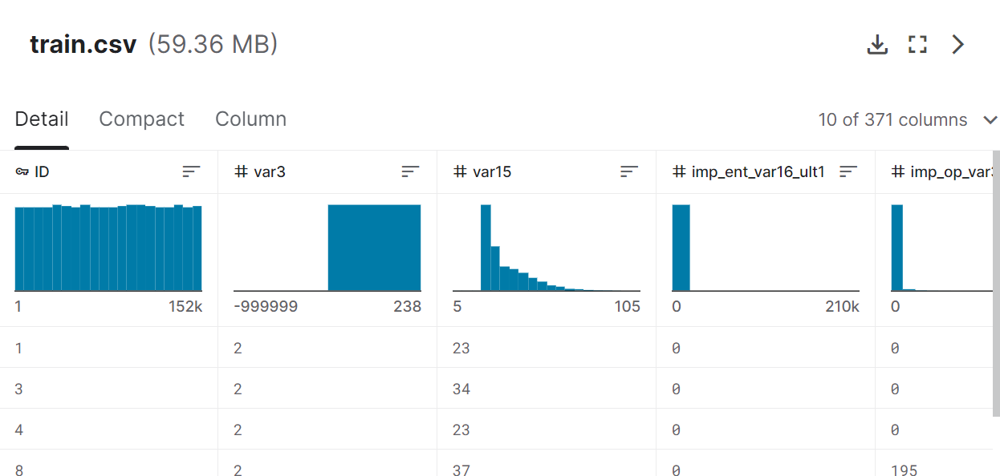 train.csv (59.36 MB)
Detail Compact Column 10 of 371 columns
ID # var3 # var15 # imp_ent_var16_ult1 # imp_op_var
1 152k -999999 238 5 105 0 210k 0
1 2 23 0 0
3 2 34 0 0
4 2 23 0 0
8 2 37 0 195